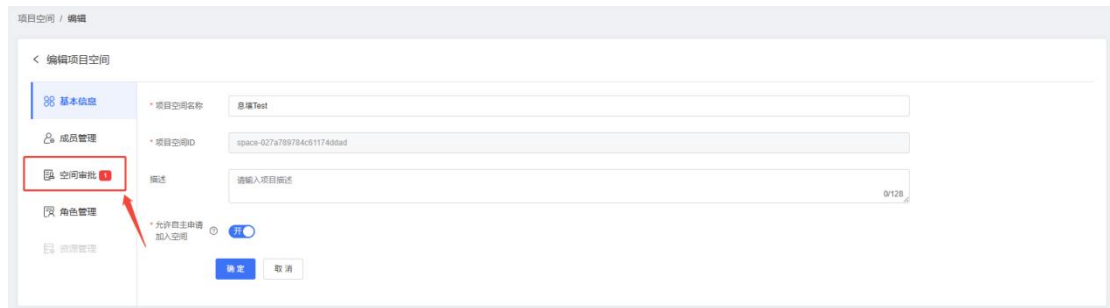 项目空间 / 编辑
< 编辑项目空间
基本信息
成员管理
空间审批 1
角色管理
资源管理
* 项目空间名称
息壤Test
* 项目空间ID
space-027a789784c61174ddad
描述
请输入项目描述
0/128
* 允许自主申请
加入空间
开
确定
取消